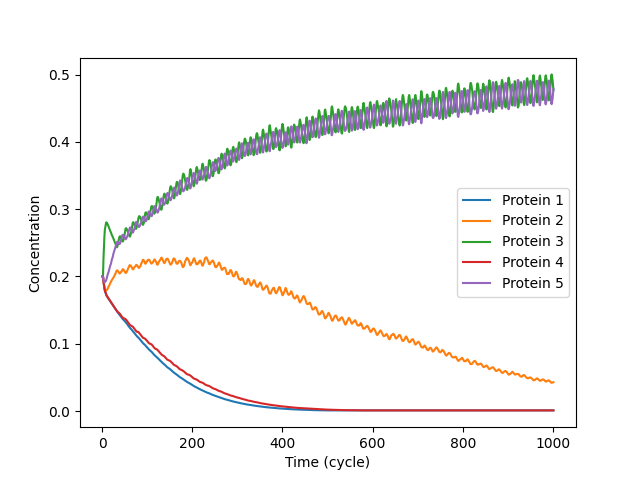 0.5
0.4
0.3
0.2
0.1
0.0
Concentration
Protein 1
Protein 2
Protein 3
Protein 4
Protein 5
0 200 400 600 800 1000
Time (cycle)